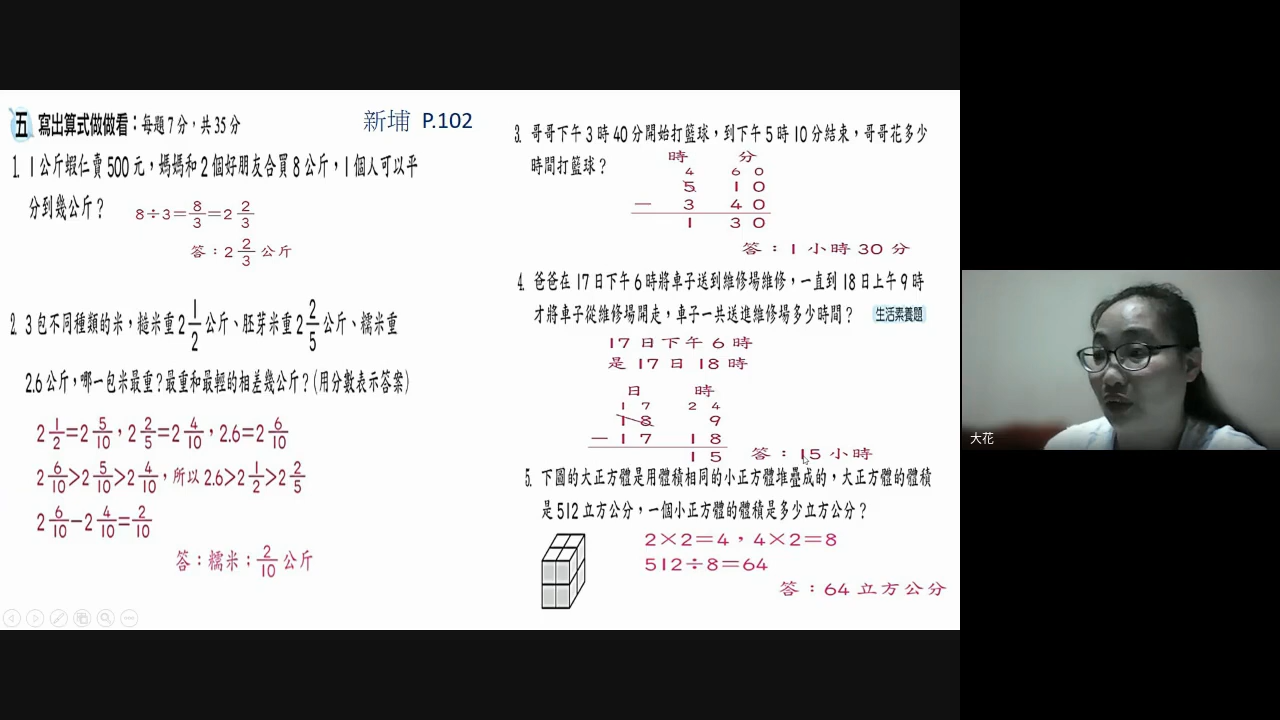 五 寫出算式做做看：每題7分，共35分
新埔 P.102
1. 1公斤蝦仁賣500元，媽媽和2個好朋友合買8公斤，1個人可以平
分到幾公斤？
8÷3=8/3=2 2/3
答：2 2/3 公斤
2. 3包不同種類的米，糙米重2 1/2 公斤、胚芽米重2 2/5 公斤、糯米重
2.6公斤，哪一包米最重？最重和最輕的相差幾公斤？(用分數表示答案)
2 1/2=2 5/10，2 2/5=2 4/10，2.6=2 6/10
2 6/10>2 5/10>2 4/10，所以 2.6>2 1/2>2 2/5
2 6/10－2 4/10=2/10
答：糯米；2/10 公斤
3. 哥哥下午3時40分開始打籃球，到下午5時10分結束，哥哥花多少
時間打籃球？
時 分
4 6 0
5 1 0
－ 3 4 0
1 3 0
答：1 小時 30 分
4. 爸爸在17日下午6時將車子送到維修場維修，一直到18日上午9時
才將車子從維修場開走，車子一共送進維修場多少時間？ 生活素養題
17 日 下 午 6 時
是 17 日 18 時
日 時
1 7 2 4
1 8 9
－ 1 7 1 8
1 5
答：15 小時
5. 下圖的大正方體是用體積相同的小正方體堆疊成的，大正方體的體積
是512立方公分，一個小正方體的體積是多少立方公分？
2×2=4，4×2=8
512÷8=64
答：64 立方公分
大花